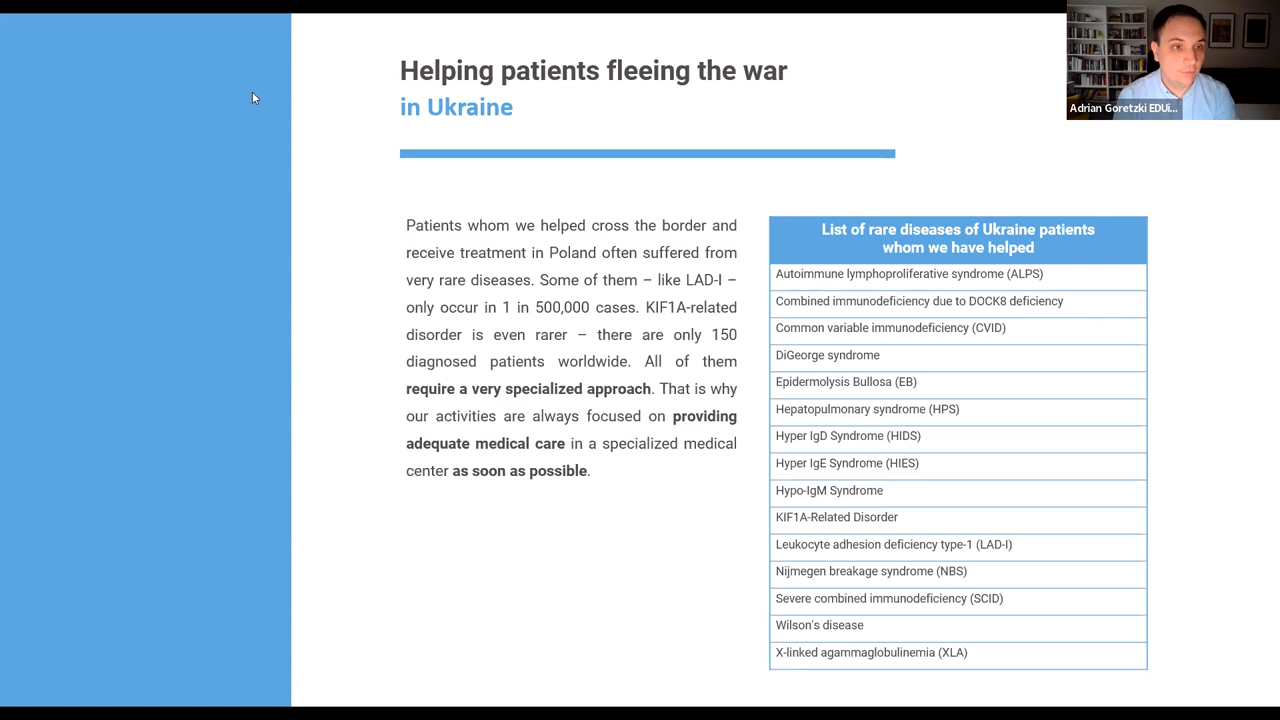 Helping patients fleeing the war
in Ukraine
Adrian Goretzki EDUi...
Patients whom we helped cross the border and
receive treatment in Poland often suffered from
very rare diseases. Some of them – like LAD-I –
only occur in 1 in 500,000 cases. KIF1A-related
disorder is even rarer – there are only 150
diagnosed patients worldwide. All of them
require a very specialized approach. That is why
our activities are always focused on providing
adequate medical care in a specialized medical
center as soon as possible.
List of rare diseases of Ukraine patients
whom we have helped
Autoimmune lymphoproliferative syndrome (ALPS)
Combined immunodeficiency due to DOCK8 deficiency
Common variable immunodeficiency (CVID)
DiGeorge syndrome
Epidermolysis Bullosa (EB)
Hepatopulmonary syndrome (HPS)
Hyper IgD Syndrome (HIDS)
Hyper IgE Syndrome (HIES)
Hypo-IgM Syndrome
KIF1A-Related Disorder
Leukocyte adhesion deficiency type-1 (LAD-I)
Nijmegen breakage syndrome (NBS)
Severe combined immunodeficiency (SCID)
Wilson's disease
X-linked agammaglobulinemia (XLA)